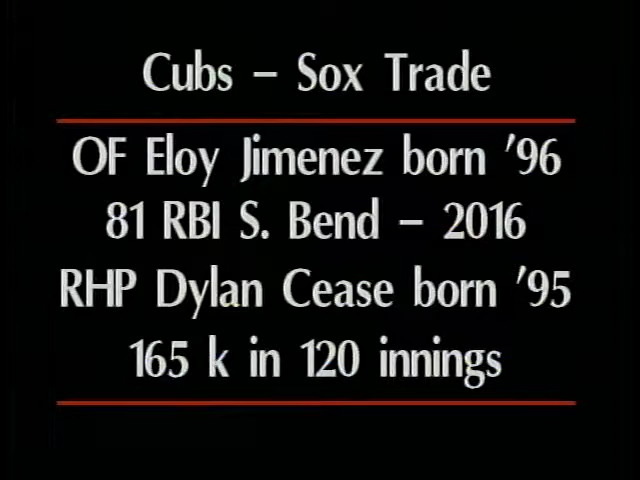 Cubs – Sox Trade
OF Eloy Jimenez born '96
81 RBI S. Bend – 2016
RHP Dylan Cease born '95
165 k in 120 innings